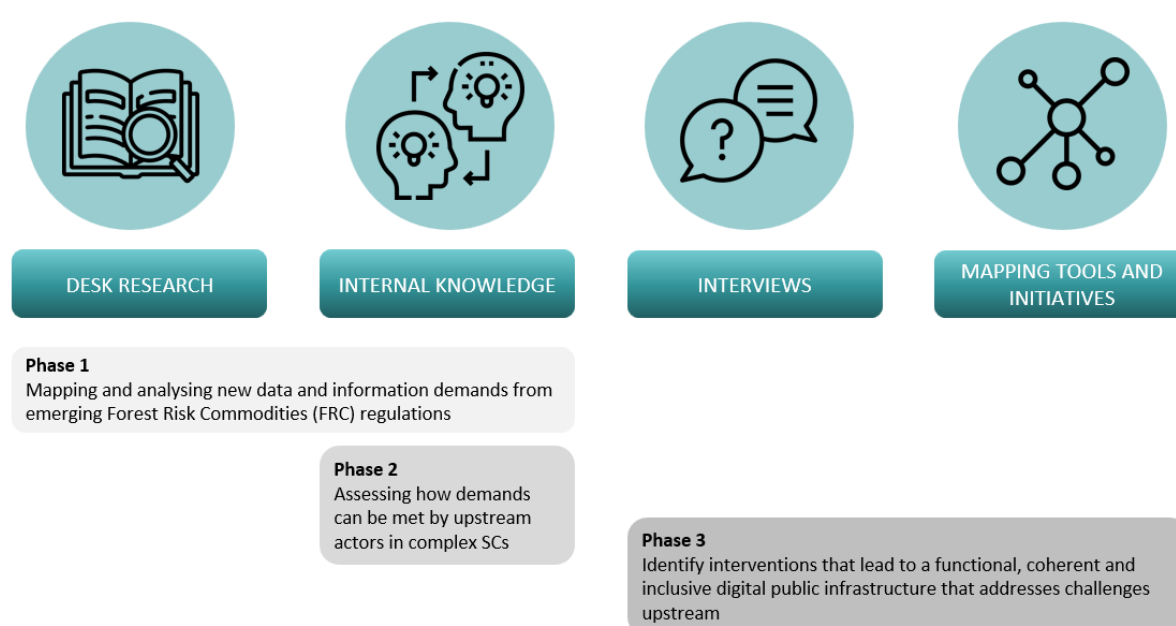 DESK RESEARCH
INTERNAL KNOWLEDGE
INTERVIEWS
MAPPING TOOLS AND
INITIATIVES
Phase 1
Mapping and analysing new data and information demands from
emerging Forest Risk Commodities (FRC) regulations
Phase 2
Assessing how demands
can be met by upstream
actors in complex SCs
Phase 3
Identify interventions that lead to a functional, coherent and
inclusive digital public infrastructure that addresses challenges
upstream